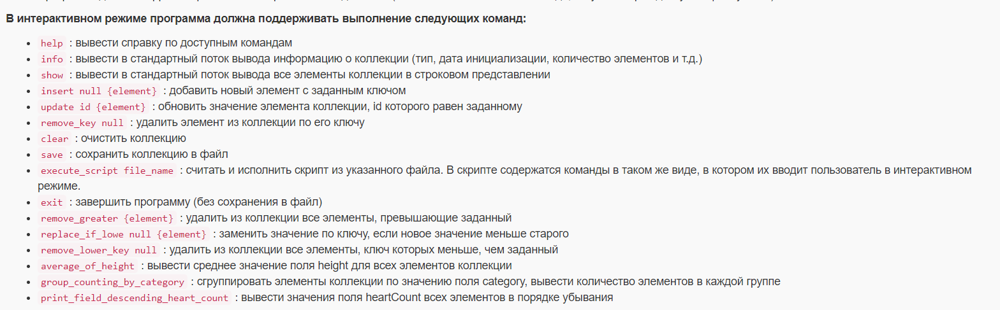 В интерактивном режиме программа должна поддерживать выполнение следующих команд:
help : вывести справку по доступным командам
info : вывести в стандартный поток вывода информацию о коллекции (тип, дата инициализации, количество элементов и т.д.)
show : вывести в стандартный поток вывода все элементы коллекции в строковом представлении
insert null {element} : добавить новый элемент с заданным ключом
update id {element} : обновить значение элемента коллекции, id которого равен заданному
remove_key null : удалить элемент из коллекции по его ключу
clear : очистить коллекцию
save : сохранить коллекцию в файл
execute_script file_name : считать и исполнить скрипт из указанного файла. В скрипте содержатся команды в таком же виде, в котором их вводит пользователь в интерактивном
режиме.
exit : завершить программу (без сохранения в файл)
remove_greater {element} : удалить из коллекции все элементы, превышающие заданный
replace_if_lowe null {element} : заменить значение по ключу, если новое значение меньше старого
remove_lower_key null : удалить из коллекции все элементы, ключ которых меньше, чем заданный
average_of_height : вывести среднее значение поля height для всех элементов коллекции
group_counting_by_category : сгруппировать элементы коллекции по значению поля category, вывести количество элементов в каждой группе
print_field_descending_heart_count : вывести значения поля heartCount всех элементов в порядке убывания